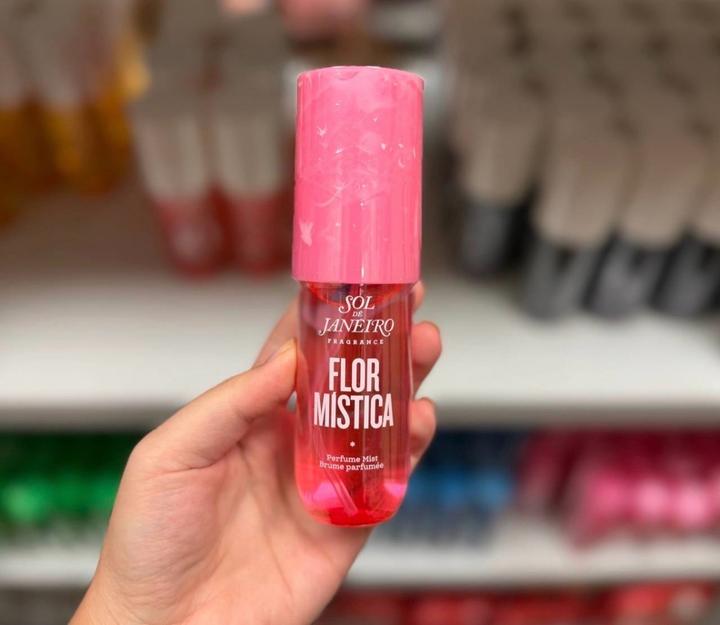 SOL
DE
JANEIRO
FRAGRANCE
FLOR
MÍSTICA
Perfume Mist
Brume parfumée